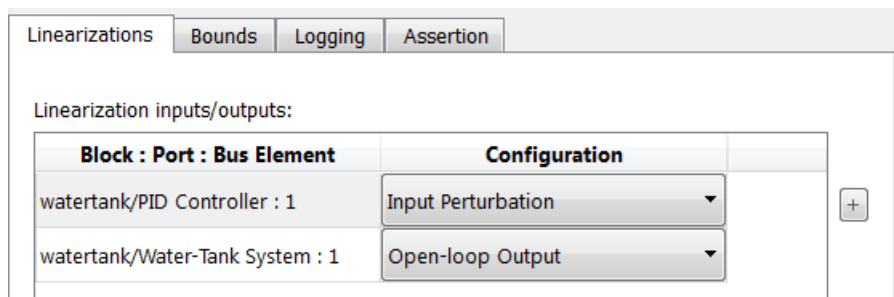 Linearizations Bounds Logging Assertion
Linearization inputs/outputs:
Block : Port : Bus Element Configuration
watertank/PID Controller : 1 Input Perturbation
+
watertank/Water-Tank System : 1 Open-loop Output